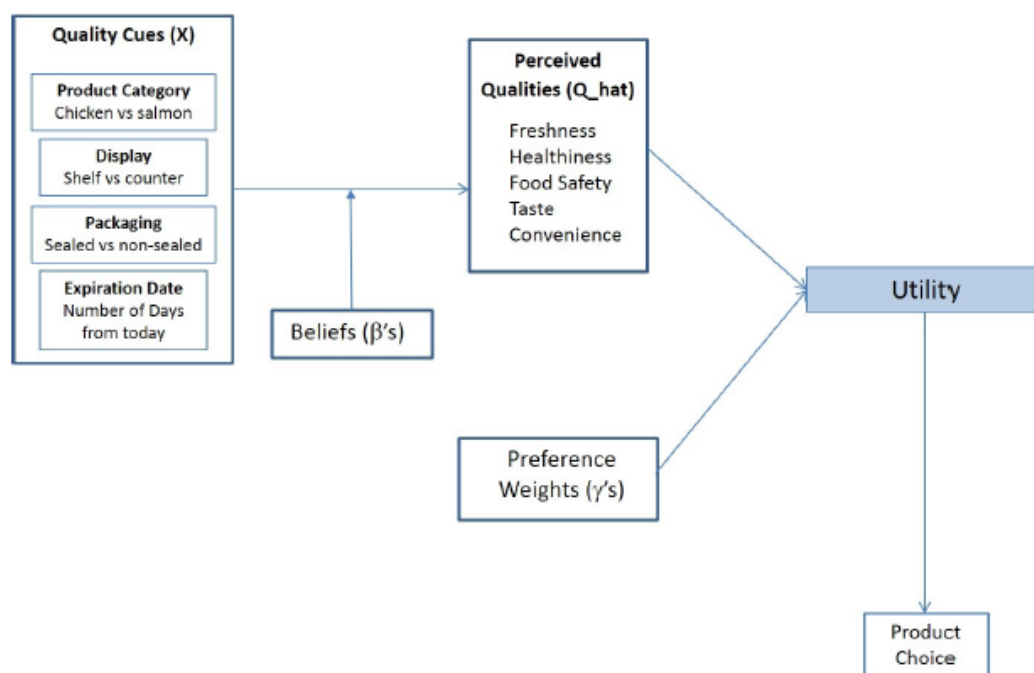 Quality Cues (X)
Product Category
Chicken vs salmon
Display
Shelf vs counter
Packaging
Sealed vs non-sealed
Expiration Date
Number of Days
from today
Beliefs (β's)
Perceived
Qualities (Q_hat)
Freshness
Healthiness
Food Safety
Taste
Convenience
Preference
Weights (γ's)
Utility
Product
Choice